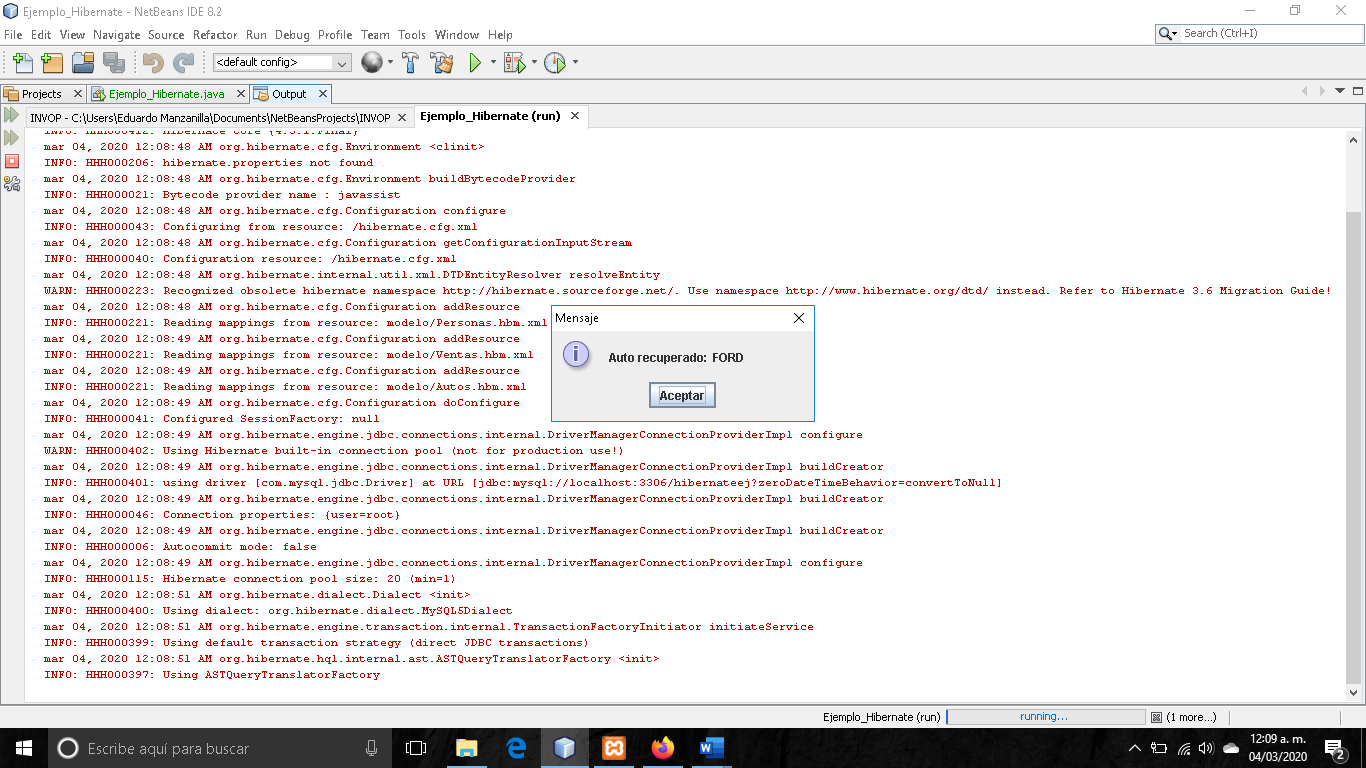 Ejemplo_Hibernate - NetBeans IDE 8.2
File Edit View Navigate Source Refactor Run Debug Profile Team Tools Window Help
Search (Ctrl+I)
<default config>
Projects Ejemplo_Hibernate.java Output
INVOP - C:\Users\Eduardo Manzanilla\Documents\NetBeansProjects\INVOP Ejemplo_Hibernate (run)
INFO: HHH000412: Hibernate Core {4.3.1.Final}
mar 04, 2020 12:08:48 AM org.hibernate.cfg.Environment <clinit>
INFO: HHH000206: hibernate.properties not found
mar 04, 2020 12:08:48 AM org.hibernate.cfg.Environment buildBytecodeProvider
INFO: HHH000021: Bytecode provider name : javassist
mar 04, 2020 12:08:48 AM org.hibernate.cfg.Configuration configure
INFO: HHH000043: Configuring from resource: /hibernate.cfg.xml
mar 04, 2020 12:08:48 AM org.hibernate.cfg.Configuration getConfigurationInputStream
INFO: HHH000040: Configuration resource: /hibernate.cfg.xml
mar 04, 2020 12:08:48 AM org.hibernate.internal.util.xml.DTDEntityResolver resolveEntity
WARN: HHH000223: Recognized obsolete hibernate namespace http://hibernate.sourceforge.net/. Use namespace http://www.hibernate.org/dtd/ instead. Refer to Hibernate 3.6 Migration Guide!
mar 04, 2020 12:08:48 AM org.hibernate.cfg.Configuration addResource
INFO: HHH000221: Reading mappings from resource: modelo/Personas.hbm.xml
mar 04, 2020 12:08:49 AM org.hibernate.cfg.Configuration addResource
INFO: HHH000221: Reading mappings from resource: modelo/Ventas.hbm.xml
mar 04, 2020 12:08:49 AM org.hibernate.cfg.Configuration addResource
INFO: HHH000221: Reading mappings from resource: modelo/Autos.hbm.xml
mar 04, 2020 12:08:49 AM org.hibernate.cfg.Configuration doConfigure
INFO: HHH000041: Configured SessionFactory: null
mar 04, 2020 12:08:49 AM org.hibernate.engine.jdbc.connections.internal.DriverManagerConnectionProviderImpl configure
WARN: HHH000402: Using Hibernate built-in connection pool (not for production use!)
mar 04, 2020 12:08:49 AM org.hibernate.engine.jdbc.connections.internal.DriverManagerConnectionProviderImpl buildCreator
INFO: HHH000401: using driver [com.mysql.jdbc.Driver] at URL [jdbc:mysql://localhost:3306/hibernateej?zeroDateTimeBehavior=convertToNull]
mar 04, 2020 12:08:49 AM org.hibernate.engine.jdbc.connections.internal.DriverManagerConnectionProviderImpl buildCreator
INFO: HHH000046: Connection properties: {user=root}
mar 04, 2020 12:08:49 AM org.hibernate.engine.jdbc.connections.internal.DriverManagerConnectionProviderImpl buildCreator
INFO: HHH000006: Autocommit mode: false
mar 04, 2020 12:08:49 AM org.hibernate.engine.jdbc.connections.internal.DriverManagerConnectionProviderImpl configure
INFO: HHH000115: Hibernate connection pool size: 20 (min=1)
mar 04, 2020 12:08:51 AM org.hibernate.dialect.Dialect <init>
INFO: HHH000400: Using dialect: org.hibernate.dialect.MySQL5Dialect
mar 04, 2020 12:08:51 AM org.hibernate.engine.transaction.internal.TransactionFactoryInitiator initiateService
INFO: HHH000399: Using default transaction strategy (direct JDBC transactions)
mar 04, 2020 12:08:51 AM org.hibernate.hql.internal.ast.ASTQueryTranslatorFactory <init>
INFO: HHH000397: Using ASTQueryTranslatorFactory
Mensaje
Auto recuperado: FORD
Aceptar
Ejemplo_Hibernate (run) running... (1 more...)
Escribe aquí para buscar
12:09 a. m.
04/03/2020
2